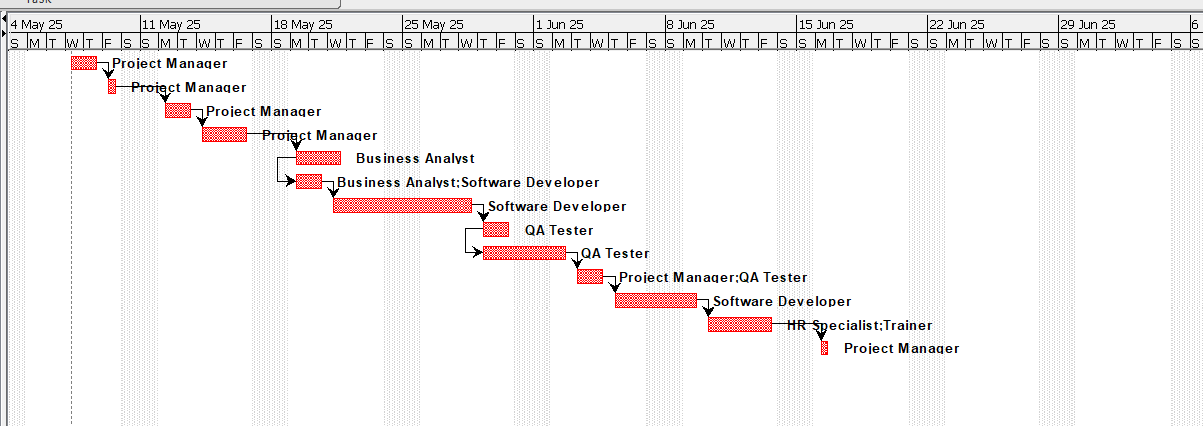 Task
4 May 25 11 May 25 18 May 25 25 May 25 1 Jun 25 8 Jun 25 15 Jun 25 22 Jun 25 29 Jun 25 6
S M T W T F S S M T W T F S S M T W T F S S M T W T F S S M T W T F S S M T W T F S S M T W T F S S M T W T F S S M T W T F S S
Project Manager
Project Manager
Project Manager
Project Manager
Business Analyst
Business Analyst;Software Developer
Software Developer
QA Tester
QA Tester
Project Manager;QA Tester
Software Developer
HR Specialist;Trainer
Project Manager